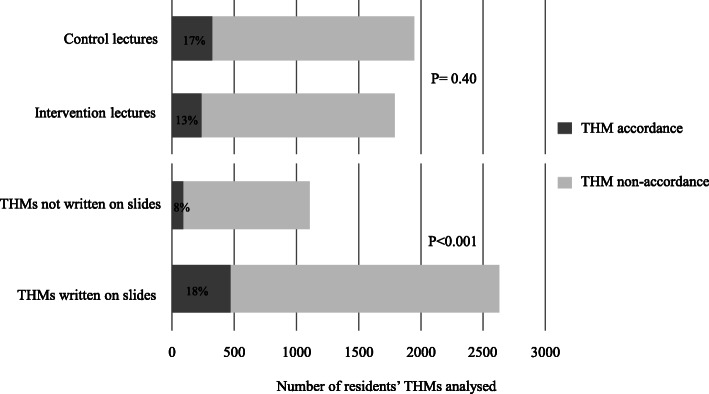 Control lectures
17%
P= 0.40
Intervention lectures
13%
THM accordance
THM non-accordance
THMs not written on slides
8%
P<0.001
THMs written on slides
18%
0 500 1000 1500 2000 2500 3000
Number of residents’ THMs analysed